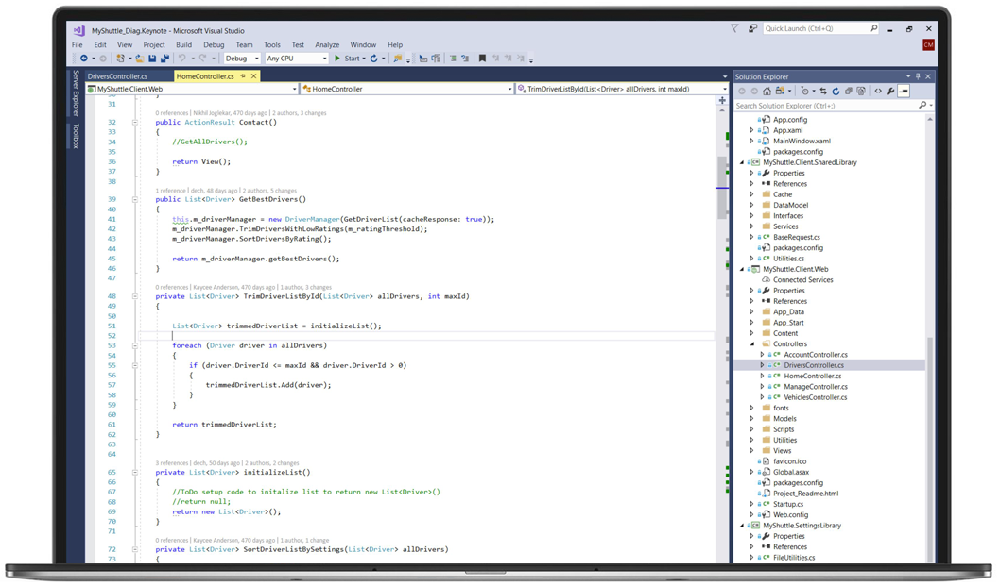 MyShuttle_Diag.Keynote - Microsoft Visual Studio
Quick Launch (Ctrl+Q)
File Edit View Project Build Debug Team Tools Test Analyze Window Help
CM
Debug Any CPU Start
Server Explorer
Toolbox
DriversController.cs HomeController.cs
MyShuttle.Client.Web HomeController TrimDriverListById(List<Driver> allDrivers, int maxId)
31
0 references | Nikhil Joglekar, 470 days ago | 2 authors, 3 changes
32 public ActionResult Contact()
33 {
34 //GetAllDrivers();
35
36 return View();
37 }
38
1 reference | dech, 48 days ago | 2 authors, 5 changes
39 public List<Driver> GetBestDrivers()
40 {
41 this.m_driverManager = new DriverManager(GetDriverList(cacheResponse: true));
42 m_driverManager.TrimDriversWithLowRatings(m_ratingThreshold);
43 m_driverManager.SortDriversByRating();
44
45 return m_driverManager.getBestDrivers();
46 }
47
0 references | Kaycee Anderson, 470 days ago | 1 author, 3 changes
48 private List<Driver> TrimDriverListById(List<Driver> allDrivers, int maxId)
49 {
50
51 List<Driver> trimmedDriverList = initializeList();
52
53 foreach (Driver driver in allDrivers)
54 {
55 if (driver.DriverId <= maxId && driver.DriverId > 0)
56 {
57 trimmedDriverList.Add(driver);
58 }
59 }
60
61 return trimmedDriverList;
62 }
63
64
3 references | dech, 50 days ago | 2 authors, 2 changes
65 private List<Driver> initializeList()
66 {
67 //ToDo setup code to initalize list to return new List<Driver>()
68 //return null;
69 return new List<Driver>();
70 }
71
0 references | Kaycee Anderson, 470 days ago | 1 author, 1 change
72 private List<Driver> SortDriverListBySettings(List<Driver> allDrivers)
73 {
Solution Explorer
Search Solution Explorer (Ctrl+;)
App.config
App.xaml
MainWindow.xaml
packages.config
MyShuttle.Client.SharedLibrary
Properties
References
Cache
DataModel
Interfaces
Services
BaseRequest.cs
packages.config
Utilities.cs
MyShuttle.Client.Web
Connected Services
Properties
References
App_Data
App_Start
Content
Controllers
AccountController.cs
DriversController.cs
HomeController.cs
ManageController.cs
VehiclesController.cs
fonts
Models
Scripts
Utilities
Views
favicon.ico
Global.asax
packages.config
Project_Readme.html
Startup.cs
Web.config
MyShuttle.SettingsLibrary
Properties
References
FileUtilities.cs